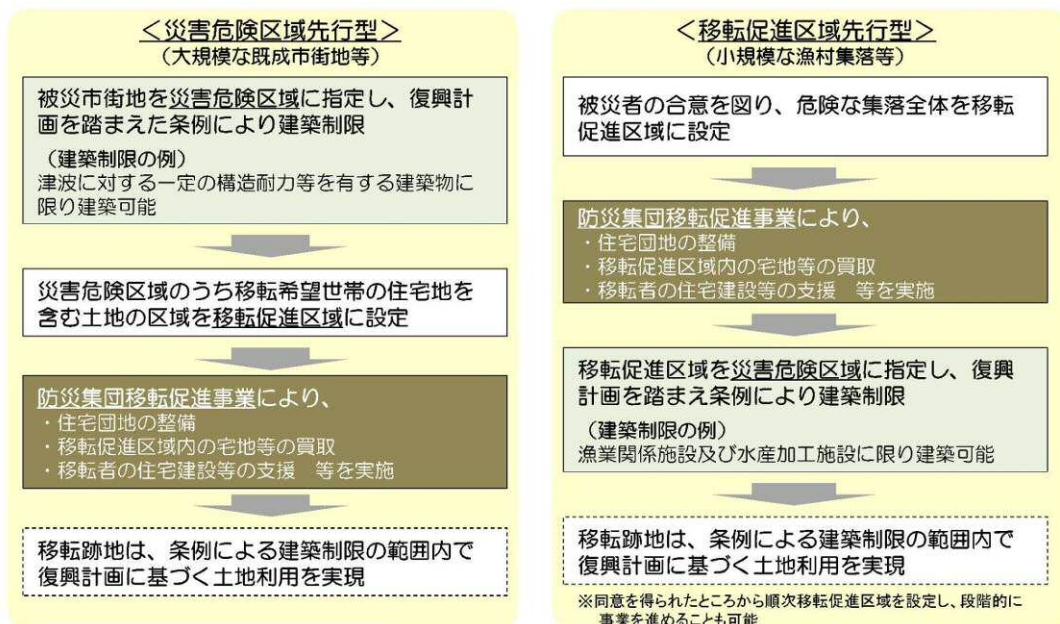 <災害危険区域先行型>
(大規模な既成市街地等)
被災市街地を災害危険区域に指定し、復興計
画を踏まえた条例により建築制限
(建築制限の例)
津波に対する一定の構造耐力等を有する建築物に
限り建築可能
災害危険区域のうち移転希望世帯の住宅地を
含む土地の区域を移転促進区域に設定
防災集団移転促進事業により、
・住宅団地の整備
・移転促進区域内の宅地等の買取
・移転者の住宅建設等の支援 等を実施
移転跡地は、条例による建築制限の範囲内で
復興計画に基づく土地利用を実現
<移転促進区域先行型>
(小規模な漁村集落等)
被災者の合意を図り、危険な集落全体を移転
促進区域に設定
防災集団移転促進事業により、
・住宅団地の整備
・移転促進区域内の宅地等の買取
・移転者の住宅建設等の支援 等を実施
移転促進区域を災害危険区域に指定し、復興
計画を踏まえ条例により建築制限
(建築制限の例)
漁業関係施設及び水産加工施設に限り建築可能
移転跡地は、条例による建築制限の範囲内で
復興計画に基づく土地利用を実現
※同意を得られたところから順次移転促進区域を設定し、段階的に
事業を進めることも可能